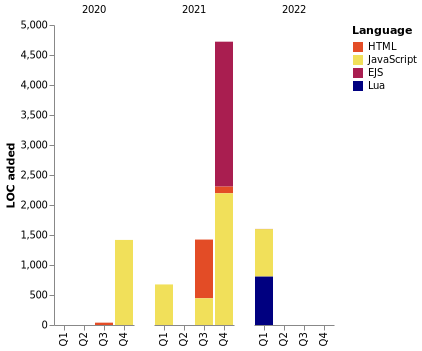 2020 2021 2022
Language
HTML
JavaScript
EJS
Lua
LOC added
5,000
4,500
4,000
3,500
3,000
2,500
2,000
1,500
1,000
500
0
Q1 Q2 Q3 Q4 Q1 Q2 Q3 Q4 Q1 Q2 Q3 Q4